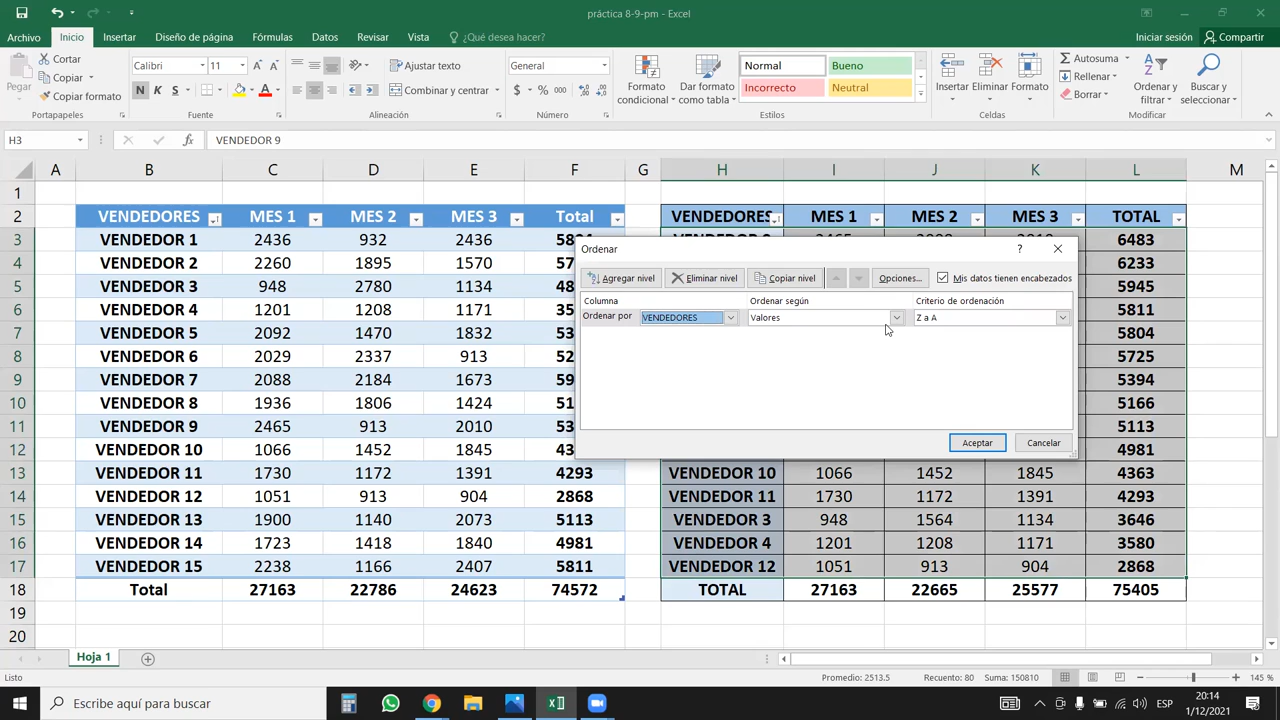 práctica 8-9-pm - Excel
Archivo Inicio Insertar Diseño de página Fórmulas Datos Revisar Vista ¿Qué desea hacer? Iniciar sesión Compartir
Pegar
Cortar
Copiar
Copiar formato
Portapapeles
Calibri 11
N K S
Fuente
Ajustar texto
Combinar y centrar
Alineación
General
$ % 000
Número
Formato condicional
Dar formato como tabla
Normal Bueno
Incorrecto Neutral
Estilos
Insertar Eliminar Formato
Celdas
Autosuma
Rellenar
Borrar
Ordenar y filtrar
Buscar y seleccionar
Modificar
H3 fx VENDEDOR 9
A B C D E F G H I J K L M
1
2 VENDEDORES MES 1 MES 2 MES 3 Total VENDEDORES MES 1 MES 2 MES 3 TOTAL
3 VENDEDOR 1 2436 932 2436 6483
4 VENDEDOR 2 2260 1895 1570 6233
5 VENDEDOR 3 948 2780 1134 5945
6 VENDEDOR 4 1201 1208 1171 5811
7 VENDEDOR 5 2092 1470 1832 5804
8 VENDEDOR 6 2029 2337 913 5725
9 VENDEDOR 7 2088 2184 1673 5394
10 VENDEDOR 8 1936 1806 1424 5166
11 VENDEDOR 9 2465 913 2010 5113
12 VENDEDOR 10 1066 1452 1845 4981
13 VENDEDOR 11 1730 1172 1391 4293 VENDEDOR 10 1066 1452 1845 4363
14 VENDEDOR 12 1051 913 904 2868 VENDEDOR 11 1730 1172 1391 4293
15 VENDEDOR 13 1900 1140 2073 5113 VENDEDOR 3 948 1564 1134 3646
16 VENDEDOR 14 1723 1418 1840 4981 VENDEDOR 4 1201 1208 1171 3580
17 VENDEDOR 15 2238 1166 2407 5811 VENDEDOR 12 1051 913 904 2868
18 Total 27163 22786 24623 74572 TOTAL 27163 22665 25577 75405
19
20
Ordenar ?
Agregar nivel Eliminar nivel Copiar nivel Opciones... Mis datos tienen encabezados
Columna Ordenar según Criterio de ordenación
Ordenar por VENDEDORES Valores Z a A
Aceptar Cancelar
Hoja 1
Listo Promedio: 2513.5 Recuento: 80 Suma: 150810 145 %
Escribe aquí para buscar
ESP
20:14
1/12/2021